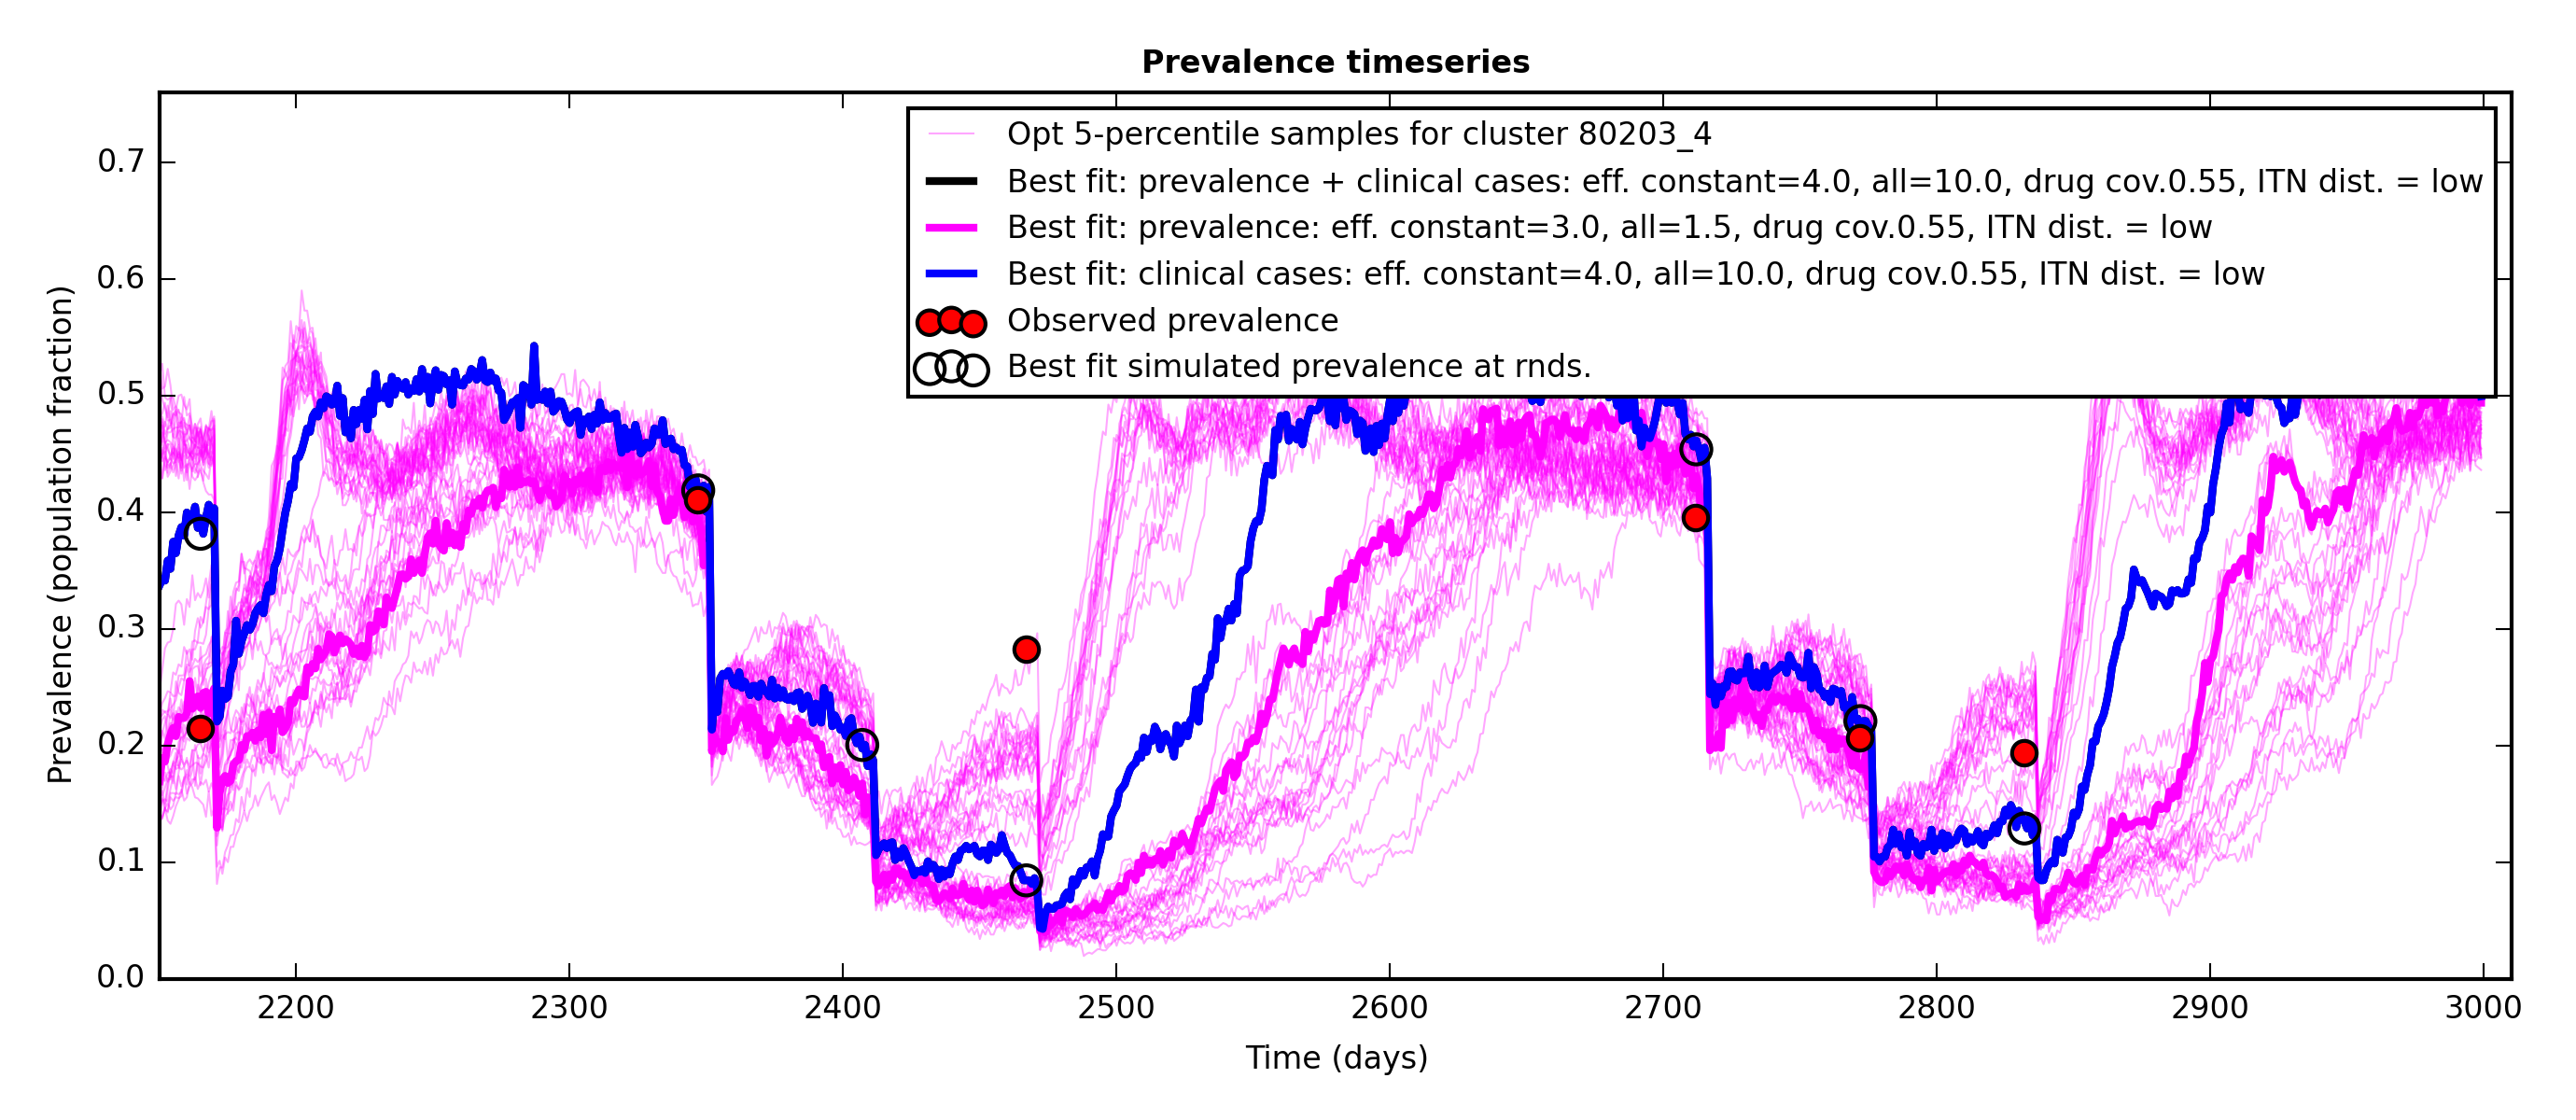 Prevalence timeseries
Opt 5-percentile samples for cluster 80203_4
Best fit: prevalence + clinical cases: eff. constant=4.0, all=10.0, drug cov.0.55, ITN dist. = low
Best fit: prevalence: eff. constant=3.0, all=1.5, drug cov.0.55, ITN dist. = low
Best fit: clinical cases: eff. constant=4.0, all=10.0, drug cov.0.55, ITN dist. = low
Observed prevalence
Best fit simulated prevalence at rnds.
Prevalence (population fraction)
0.7
0.6
0.5
0.4
0.3
0.2
0.1
0.0
2200 2300 2400 2500 2600 2700 2800 2900 3000
Time (days)